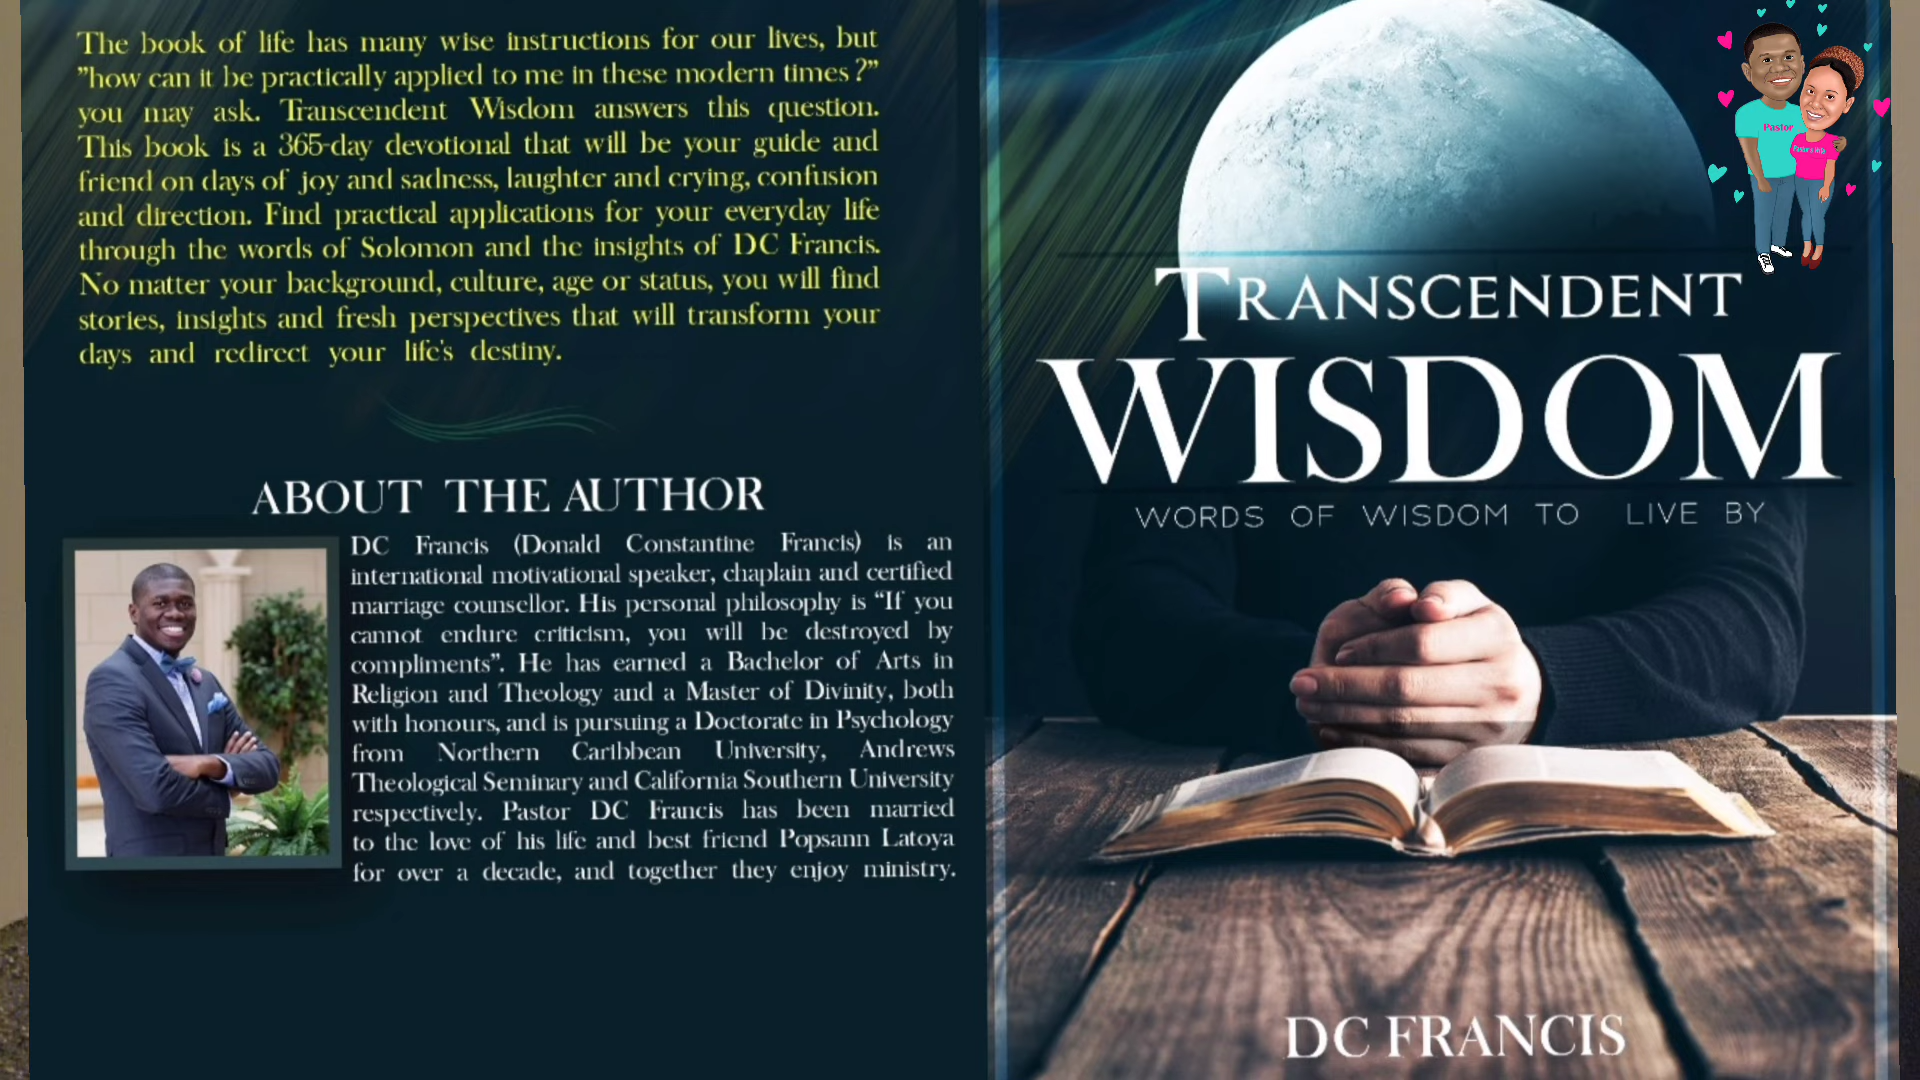 The book of life has many wise instructions for our lives, but
"how can it be practically applied to me in these modern times?"
you may ask. Transcendent Wisdom answers this question.
This book is a 365-day devotional that will be your guide and
friend on days of joy and sadness, laughter and crying, confusion
and direction. Find practical applications for your everyday life
through the words of Solomon and the insights of DC Francis.
No matter your background, culture, age or status, you will find
stories, insights and fresh perspectives that will transform your
days and redirect your life's destiny.
ABOUT THE AUTHOR
DC Francis (Donald Constantine Francis) is an
international motivational speaker, chaplain and certified
marriage counsellor. His personal philosophy is “If you
cannot endure criticism, you will be destroyed by
compliments”. He has earned a Bachelor of Arts in
Religion and Theology and a Master of Divinity, both
with honours, and is pursuing a Doctorate in Psychology
from Northern Caribbean University, Andrews
Theological Seminary and California Southern University
respectively. Pastor DC Francis has been married
to the love of his life and best friend Popsann Latoya
for over a decade, and together they enjoy ministry.
TRANSCENDENT
WISDOM
WORDS OF WISDOM TO LIVE BY
DC FRANCIS
Pastor
Pastor's Wife